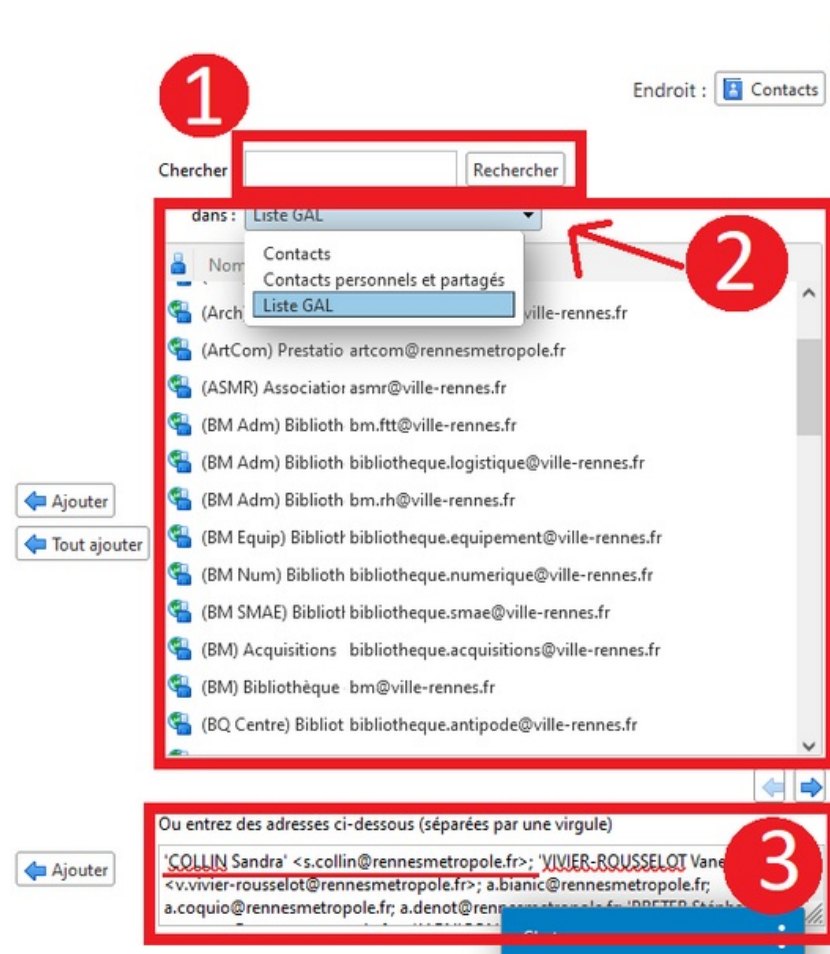 1
Endroit : Contacts
Chercher Rechercher
dans : Liste GAL
2
Contacts
Contacts personnels et partagés
Liste GAL
Nom
(Arch ville-rennes.fr
(ArtCom) Prestatio artcom@rennesmetropole.fr
(ASMR) Association asmr@ville-rennes.fr
(BM Adm) Biblioth bm.ftt@ville-rennes.fr
(BM Adm) Biblioth bibliotheque.logistique@ville-rennes.fr
(BM Adm) Biblioth bm.rh@ville-rennes.fr
Ajouter
(BM Equip) Biblioth bibliotheque.equipement@ville-rennes.fr
Tout ajouter
(BM Num) Biblioth bibliotheque.numerique@ville-rennes.fr
(BM SMAE) Bibliotl bibliotheque.smae@ville-rennes.fr
(BM) Acquisitions bibliotheque.acquisitions@ville-rennes.fr
(BM) Bibliothèque bm@ville-rennes.fr
(BQ Centre) Bibliot bibliotheque.antipode@ville-rennes.fr
Ou entrez des adresses ci-dessous (séparées par une virgule)
3
'COLLIN Sandra' <s.collin@rennesmetropole.fr>; 'VIVIER-ROUSSELOT Vane
Ajouter
<v.vivier-rousselot@rennesmetropole.fr>; a.bianic@rennesmetropole.fr;
a.coquio@rennesmetropole.fr; a.denot@renn